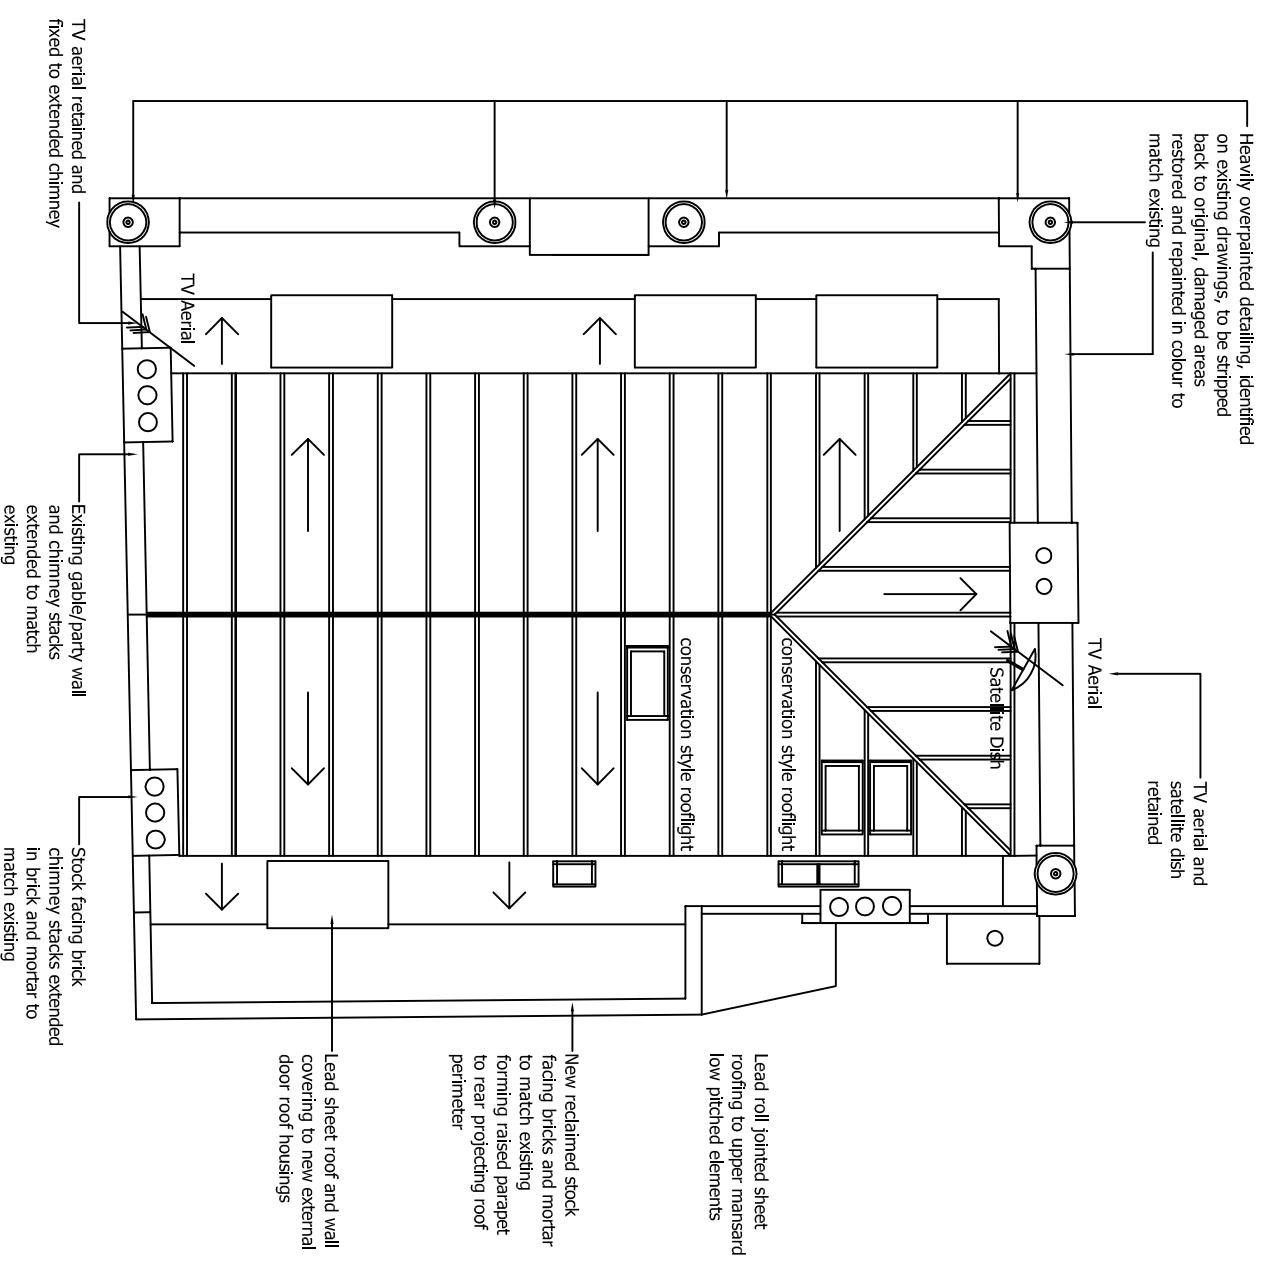 Heavily overpainted detailing, identified
on existing drawings, to be stripped
back to original, damaged areas
restored and repainted in colour to
match existing
TV aerial and
satellite dish
retained
TV Aerial
Satellite Dish
conservation style rooflight
conservation style rooflight
Lead roll jointed sheet
roofing to upper mansard
low pitched elements
New reclaimed stock
facing bricks and mortar
to match existing
forming raised parapet
to rear projecting roof
perimeter
Lead sheet roof and wall
covering to new external
door roof housings
TV Aerial
TV aerial retained and
fixed to extended chimney
Existing gable/party wall
and chimney stacks
extended to match
existing
Stock facing brick
chimney stacks extended
in brick and mortar to
match existing